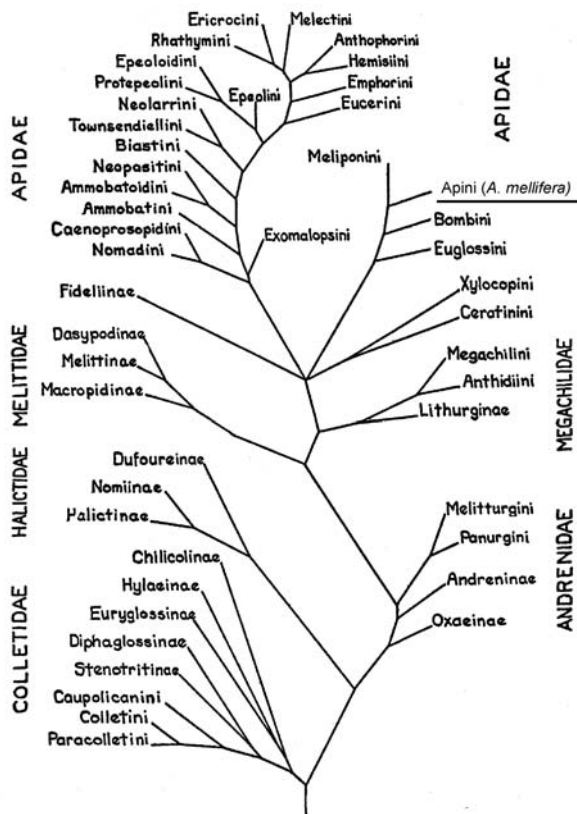 Ericrocini
Melectini
Rhathymini
Anthophorini
Epeoloidini
Hemisiini
Protepeolini
Emphorini
Neolarrini
Epeolini
Eucerini
Townsendiellini
Biastini
Meliponini
Neopasitini
Apini (A. mellifera)
Ammobatoidini
Bombini
Ammobatini
Caenoprosopidini
Exomalopsini
Euglossini
Nomadini
Fideliinae
Xylocopini
Ceratinini
Dasypodinae
Melittinae
Megachilini
Macropidinae
Anthidiini
Lithurginae
Dufoureinae
Nomiinae
Halictinae
Melitturgini
Panurgini
Chilicolinae
Hylaeinae
Andreninae
Euryglossinae
Oxaeinae
Diphaglossinae
Stenotritinae
Caupolicanini
Colletini
Paracolletini
APIDAE
MELITTIDAE
HALICTIDAE
COLLETIDAE
APIDAE
MEGACHILIDAE
ANDRENIDAE